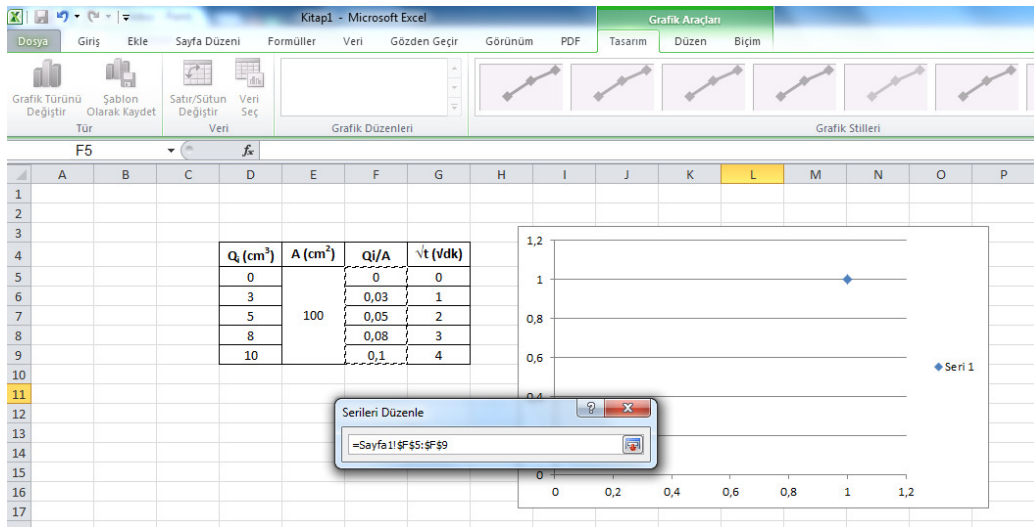 Kitap1 - Microsoft Excel
Grafik Araçları
Dosya Giriş Ekle Sayfa Düzeni Formüller Veri Gözden Geçir Görünüm PDF Tasarım Düzen Biçim
Grafik Türünü Değiştir
Şablon Olarak Kaydet
Satır/Sütun Değiştir
Veri Seç
Tür Veri Grafik Düzenleri Grafik Stilleri
F5 fx
A B C D E F G H I J K L M N O P
1
2
3
4 Qᵢ (cm³) A (cm²) Qi/A √t (√dk)
5 0 0 0
6 3 0,03 1
7 5 100 0,05 2
8 8 0,08 3
9 10 0,1 4
10
11
12
13
14
15
16
17
1,2
1
0,8
0,6
0,4
0
0 0,2 0,4 0,6 0,8 1 1,2
Seri 1
Serileri Düzenle
=Sayfa1!$F$5:$F$9